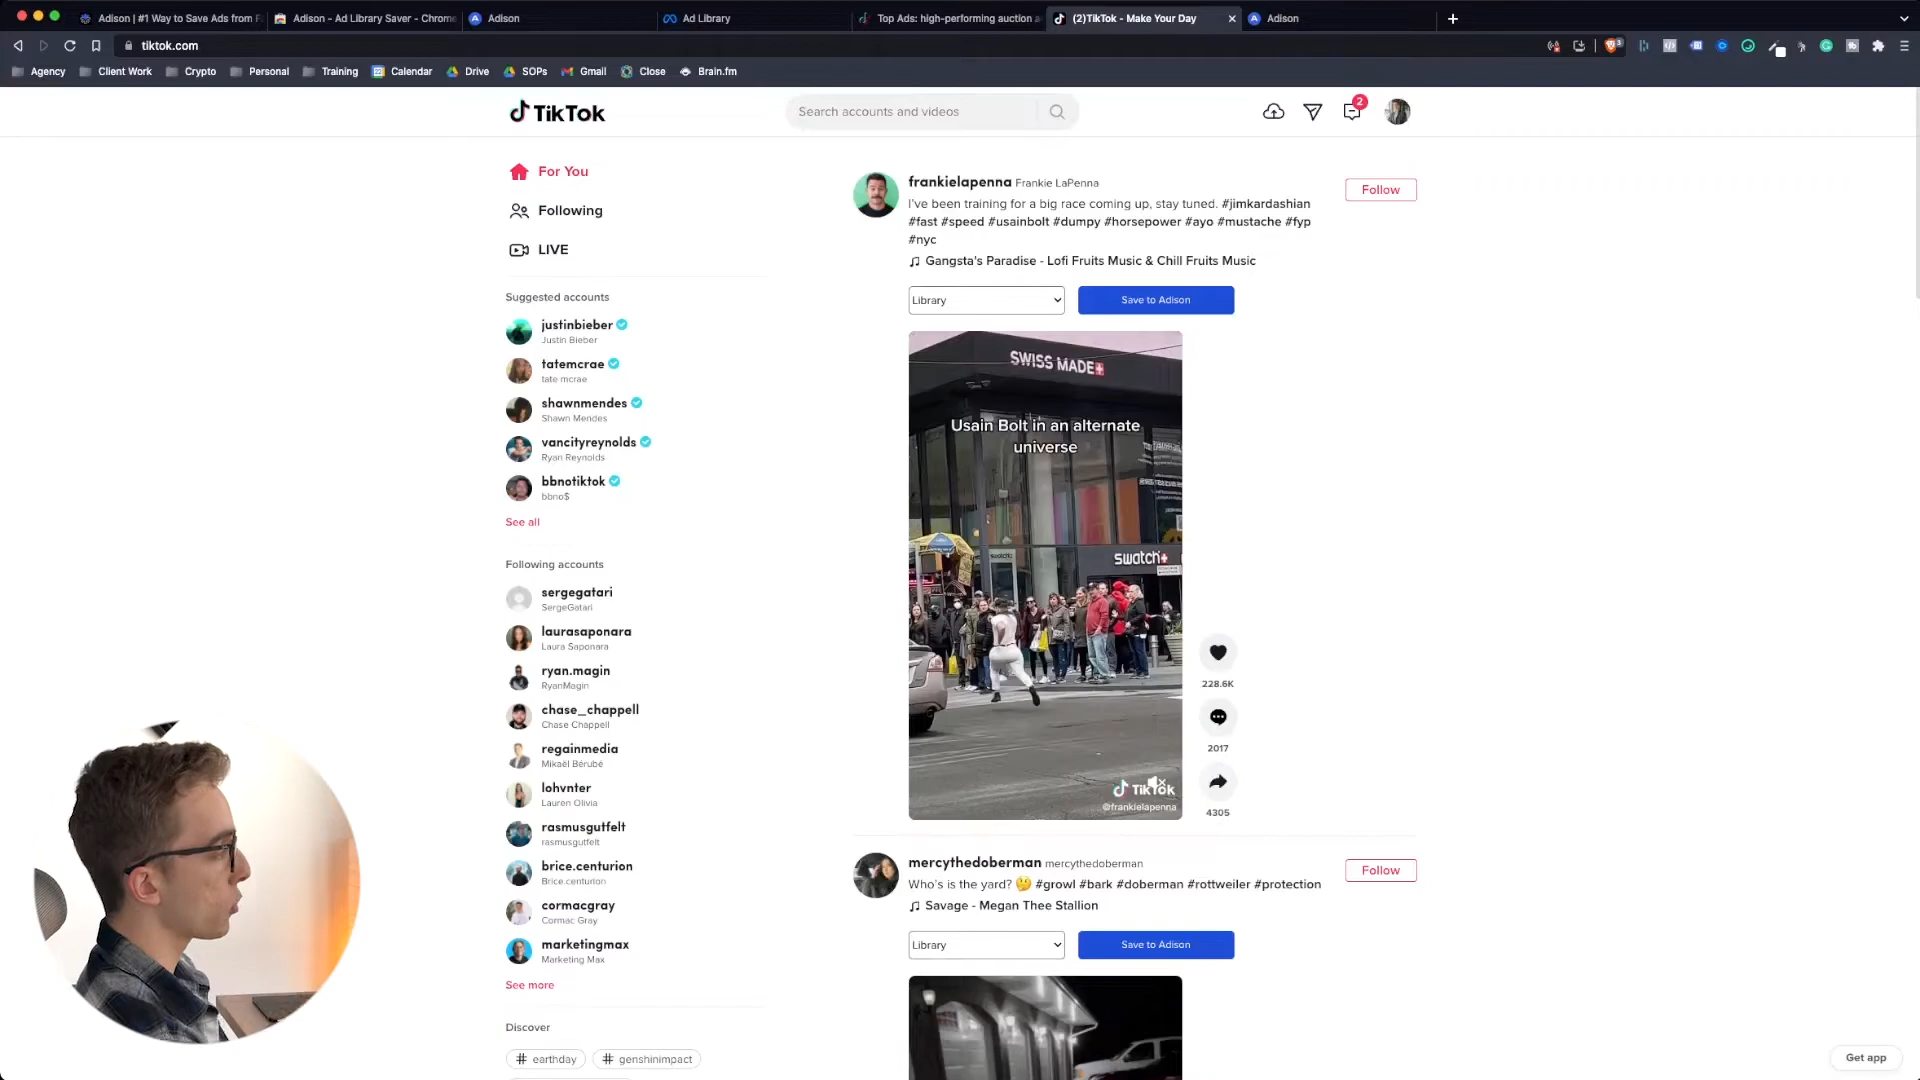 Adison | #1 Way to Save Ads from F
Adison - Ad Library Saver - Chrome
Adison
Ad Library
Top Ads: high-performing auction a
(2)TikTok - Make Your Day
Adison
tiktok.com
3
Agency
Client Work
Crypto
Personal
Training
Calendar
Drive
SOPs
Gmail
Close
Brain.fm
TikTok
Search accounts and videos
2
For You
Following
LIVE
Suggested accounts
justinbieber
Justin Bieber
tatemcrae
tate mcrae
shawnmendes
Shawn Mendes
vancityreynolds
Ryan Reynolds
bbnotiktok
bbno$
See all
Following accounts
sergegatari
SergeGatari
laurasaponara
Laura Saponara
ryan.magin
RyanMagin
chase_chappell
Chase Chappell
regainmedia
Mikaël Bérubé
lohvnter
Lauren Olivia
rasmusgutfelt
rasmusgutfelt
brice.centurion
Brice.centurion
cormacgray
Cormac Gray
marketingmax
Marketing Max
See more
Discover
# earthday
# genshinimpact
frankielapenna Frankie LaPenna
Follow
I've been training for a big race coming up, stay tuned. #jimkardashian
#fast #speed #usainbolt #dumpy #horsepower #ayo #mustache #fyp
#nyc
♫ Gangsta's Paradise - Lofi Fruits Music & Chill Fruits Music
Library
Save to Adison
SWISS MADE
Usain Bolt in an alternate
universe
swatch
TikTok
@frankielapenna
228.6K
2017
4305
mercythedoberman mercythedoberman
Follow
Who's is the yard? 🤔 #growl #bark #doberman #rottweiler #protection
♫ Savage - Megan Thee Stallion
Library
Save to Adison
Get app